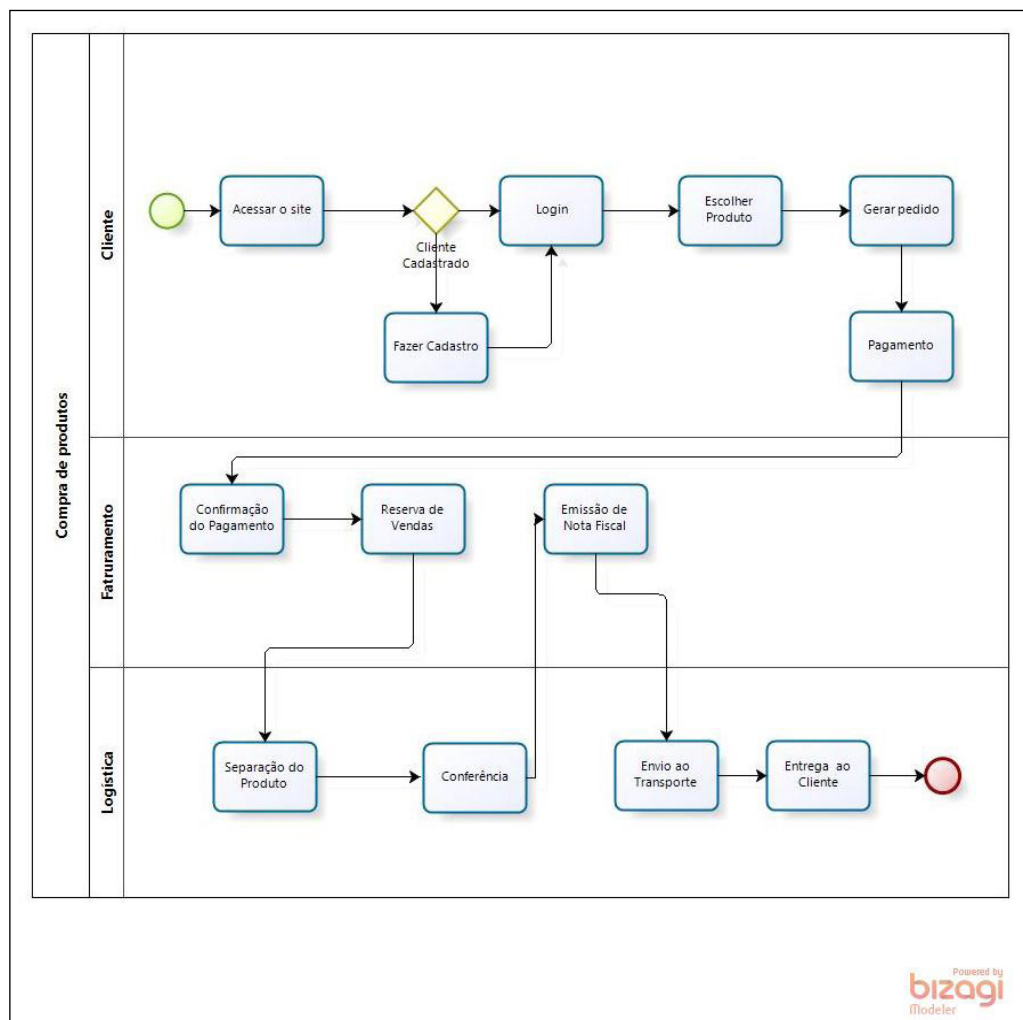 Compra de produtos
Cliente
Acessar o site
Cliente
Cadastrado
Login
Escolher
Produto
Gerar pedido
Fazer Cadastro
Pagamento
Fatruramento
Confirmação
do Pagamento
Reserva de
Vendas
Emissão de
Nota Fiscal
Logística
Separação do
Produto
Conferência
Envio ao
Transporte
Entrega ao
Cliente
Powered by
bizagi
Modeler